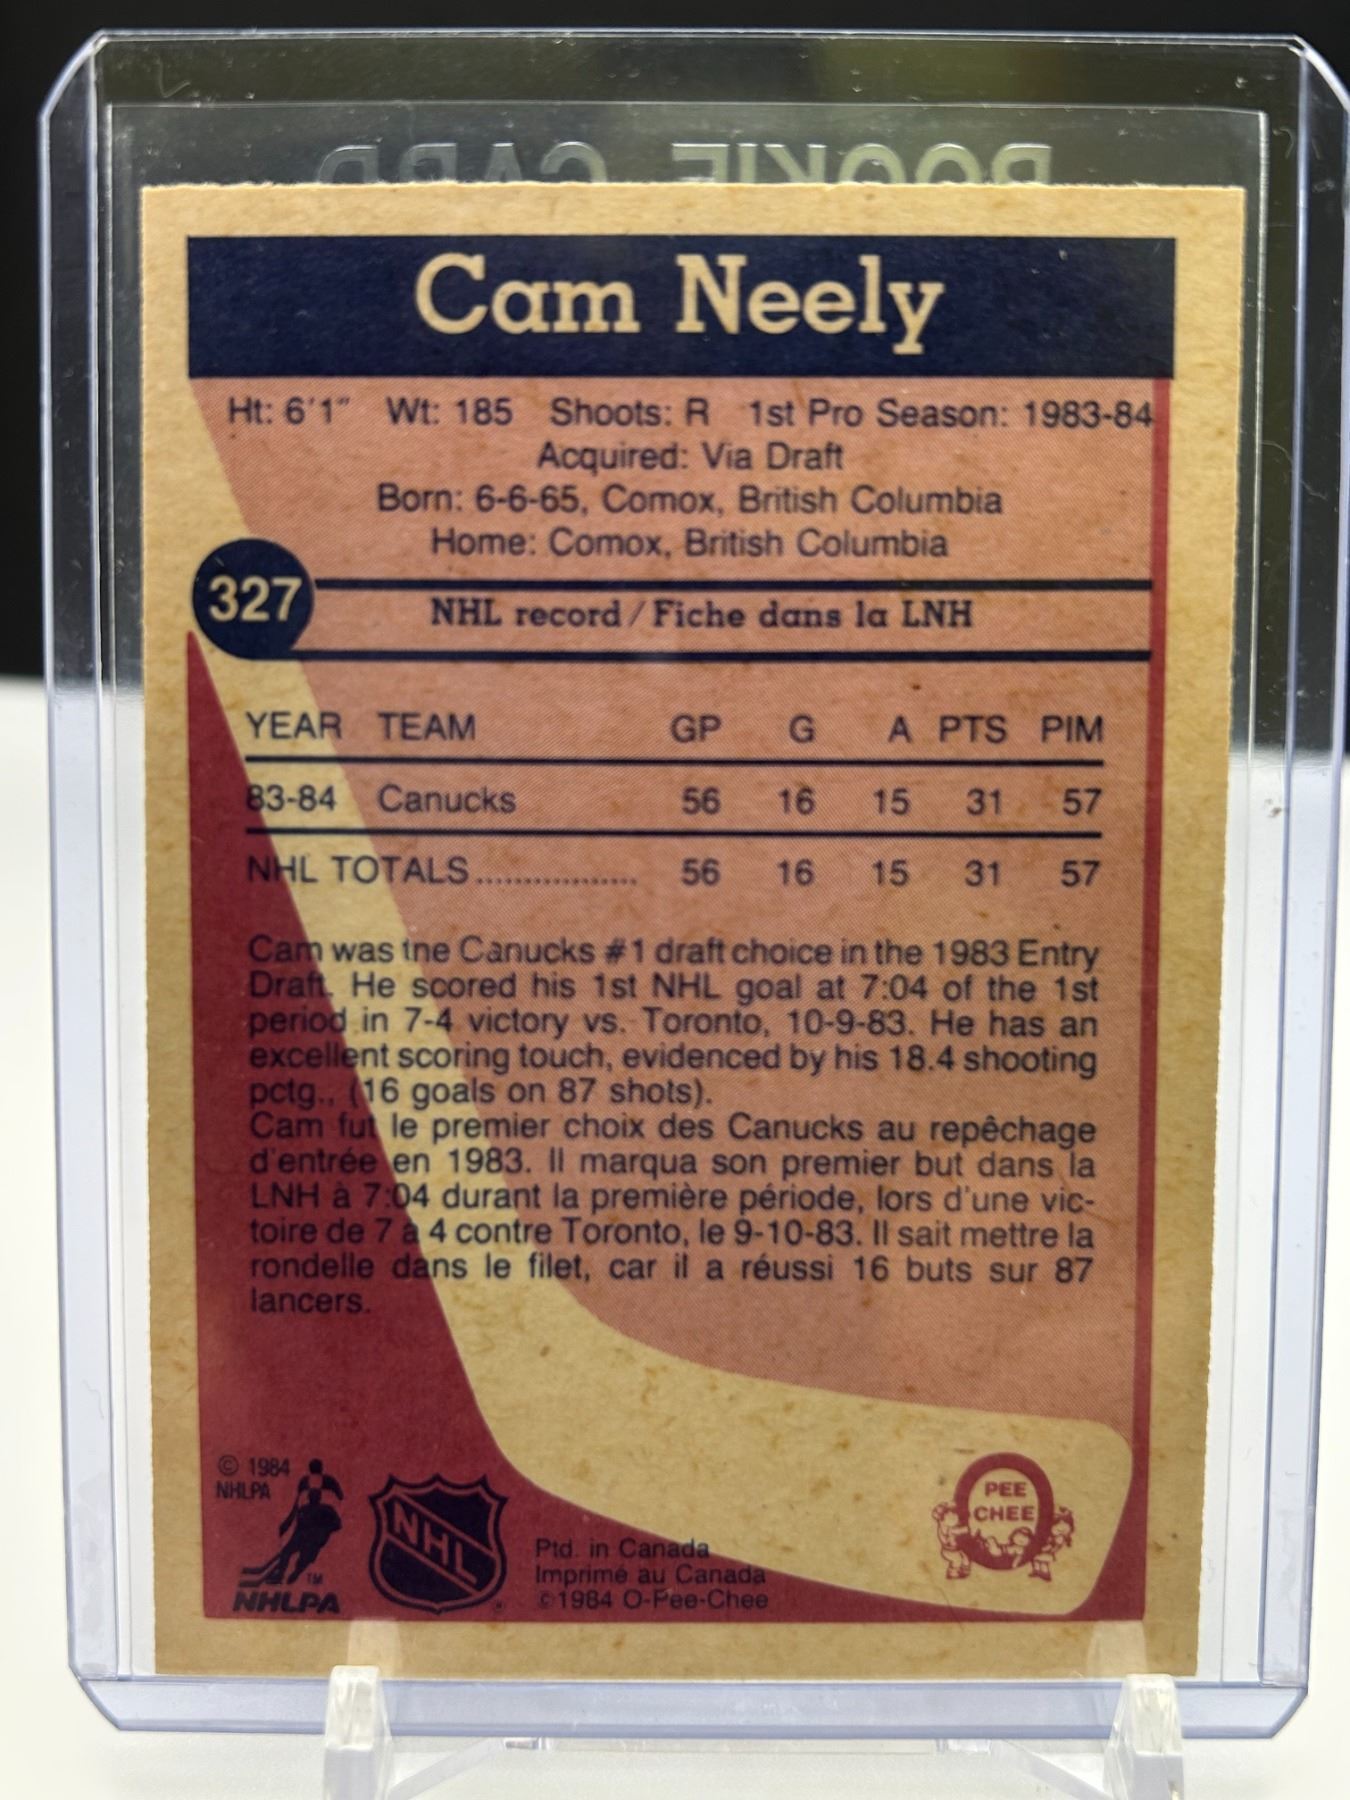 ROOKIE CARD
Cam Neely
Ht: 6'1" Wt: 185 Shoots: R 1st Pro Season: 1983-84
Acquired: Via Draft
Born: 6-6-65, Comox, British Columbia
Home: Comox, British Columbia
327
NHL record / Fiche dans la LNH
YEAR TEAM GP G A PTS PIM
83-84 Canucks 56 16 15 31 57
NHL TOTALS ................. 56 16 15 31 57
Cam was the Canucks #1 draft choice in the 1983 Entry
Draft. He scored his 1st NHL goal at 7:04 of the 1st
period in 7-4 victory vs. Toronto, 10-9-83. He has an
excellent scoring touch, evidenced by his 18.4 shooting
pctg., (16 goals on 87 shots).
Cam fut le premier choix des Canucks au repêchage
d'entrée en 1983. Il marqua son premier but dans la
LNH à 7:04 durant la première période, lors d'une vic-
toire de 7 à 4 contre Toronto, le 9-10-83. Il sait mettre la
rondelle dans le filet, car il a réussi 16 buts sur 87
lancers.
© 1984
NHLPA
TM
NHLPA
NHL
Ptd. in Canada
Imprimé au Canada
©1984 O-Pee-Chee
O
PEE
CHEE